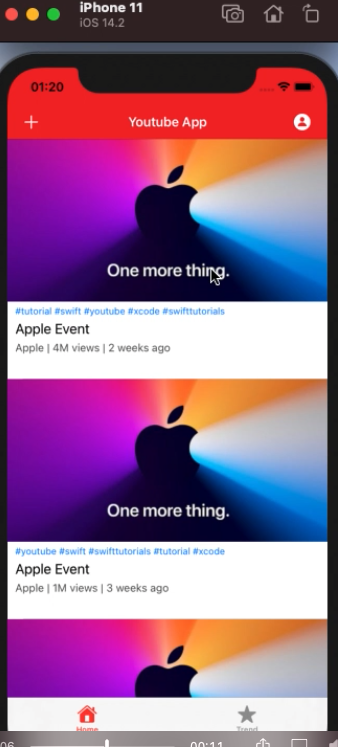 iPhone 11
iOS 14.2
01:20
Youtube App
One more thing.
#tutorial #swift #youtube #xcode #swifttutorials
Apple Event
Apple | 4M views | 2 weeks ago
One more thing.
#youtube #swift #swifttutorials #tutorial #xcode
Apple Event
Apple | 1M views | 3 weeks ago
Home
Trend
06
00:11